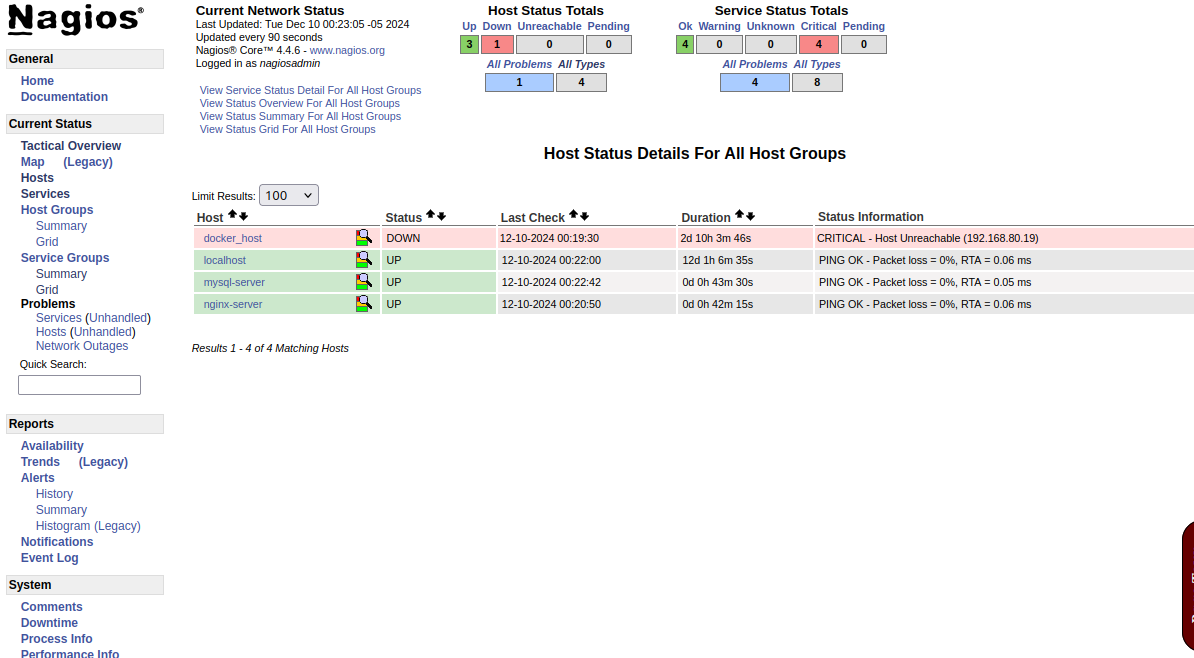 Nagios®
General
Home
Documentation
Current Status
Tactical Overview
Map (Legacy)
Hosts
Services
Host Groups
Summary
Grid
Service Groups
Summary
Grid
Problems
Services (Unhandled)
Hosts (Unhandled)
Network Outages
Quick Search:
Reports
Availability
Trends (Legacy)
Alerts
History
Summary
Histogram (Legacy)
Notifications
Event Log
System
Comments
Downtime
Process Info
Performance Info
Current Network Status
Last Updated: Tue Dec 10 00:23:05 -05 2024
Updated every 90 seconds
Nagios® Core™ 4.4.6 - www.nagios.org
Logged in as nagiosadmin
View Service Status Detail For All Host Groups
View Status Overview For All Host Groups
View Status Summary For All Host Groups
View Status Grid For All Host Groups
Host Status Totals
Up Down Unreachable Pending
3 1 0 0
All Problems All Types
1 4
Service Status Totals
Ok Warning Unknown Critical Pending
4 0 0 4 0
All Problems All Types
4 8
Host Status Details For All Host Groups
Limit Results: 100
Host Status Last Check Duration Status Information
docker_host DOWN 12-10-2024 00:19:30 2d 10h 3m 46s CRITICAL - Host Unreachable (192.168.80.19)
localhost UP 12-10-2024 00:22:00 12d 1h 6m 35s PING OK - Packet loss = 0%, RTA = 0.06 ms
mysql-server UP 12-10-2024 00:22:42 0d 0h 43m 30s PING OK - Packet loss = 0%, RTA = 0.05 ms
nginx-server UP 12-10-2024 00:20:50 0d 0h 42m 15s PING OK - Packet loss = 0%, RTA = 0.06 ms
Results 1 - 4 of 4 Matching Hosts